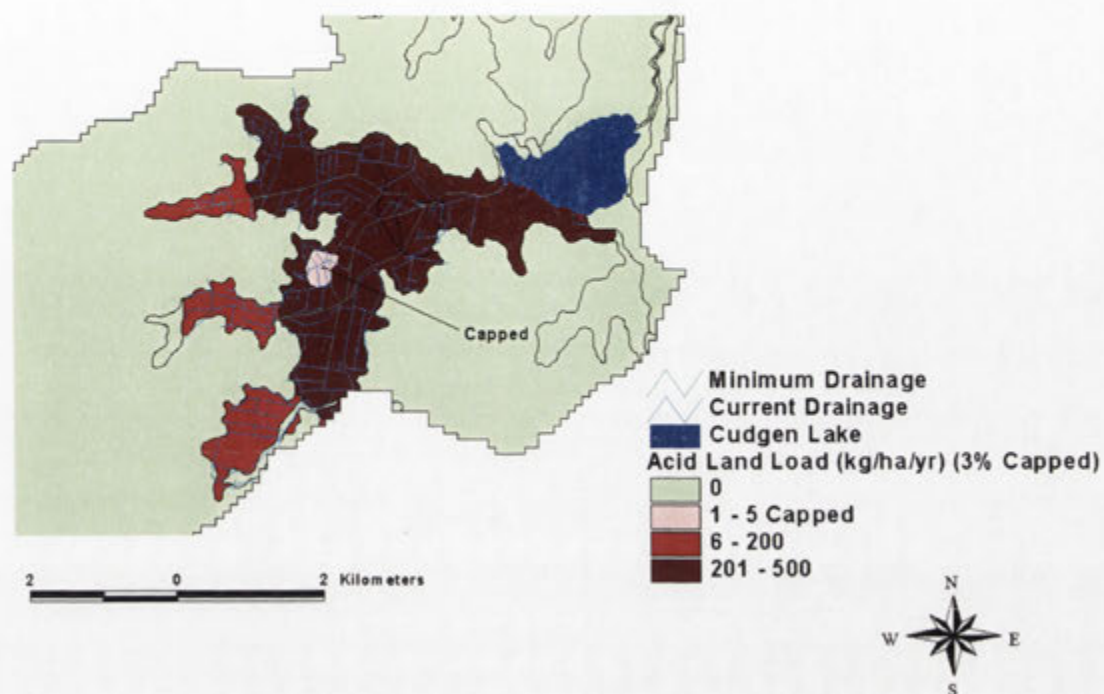 Capped
Minimum Drainage
Current Drainage
Cudgen Lake
Acid Land Load (kg/ha/yr) (3% Capped)
0
1 - 5 Capped
6 - 200
201 - 500
2 0 2 Kilometers
N
W E
S